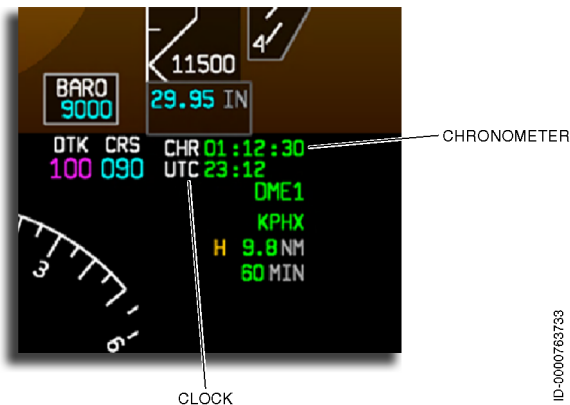 4
11500
BARO
9000
29.95 IN
DTK CRS
100 090
CHR 01:12:30
UTC 23:12
DME1
KPHX
H 9.8 NM
60 MIN
3
6
CHRONOMETER
CLOCK
ID-0000763733